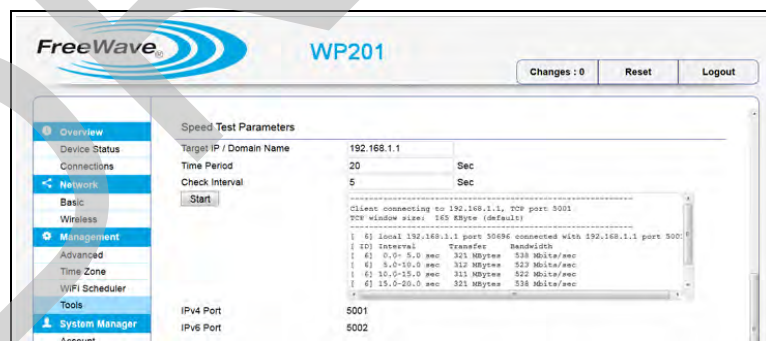 FreeWave®
WP201
Changes : 0
Reset
Logout
Overview
Device Status
Connections
Network
Basic
Wireless
Management
Advanced
Time Zone
WiFi Scheduler
Tools
System Manager
Account
Speed Test Parameters
Target IP / Domain Name 192.168.1.1
Time Period 20 Sec
Check Interval 5 Sec
Start
------------------------------------------------------------
Client connecting to 192.168.1.1, TCP port 5001
TCP window size: 165 KByte (default)
------------------------------------------------------------
[ 6] local 192.168.1.1 port 50696 connected with 192.168.1.1 port 5001
[ ID] Interval Transfer Bandwidth
[ 6] 0.0- 5.0 sec 321 MBytes 538 Mbits/sec
[ 6] 5.0-10.0 sec 312 MBytes 523 Mbits/sec
[ 6] 10.0-15.0 sec 311 MBytes 522 Mbits/sec
[ 6] 15.0-20.0 sec 321 MBytes 538 Mbits/sec
IPv4 Port 5001
IPv6 Port 5002